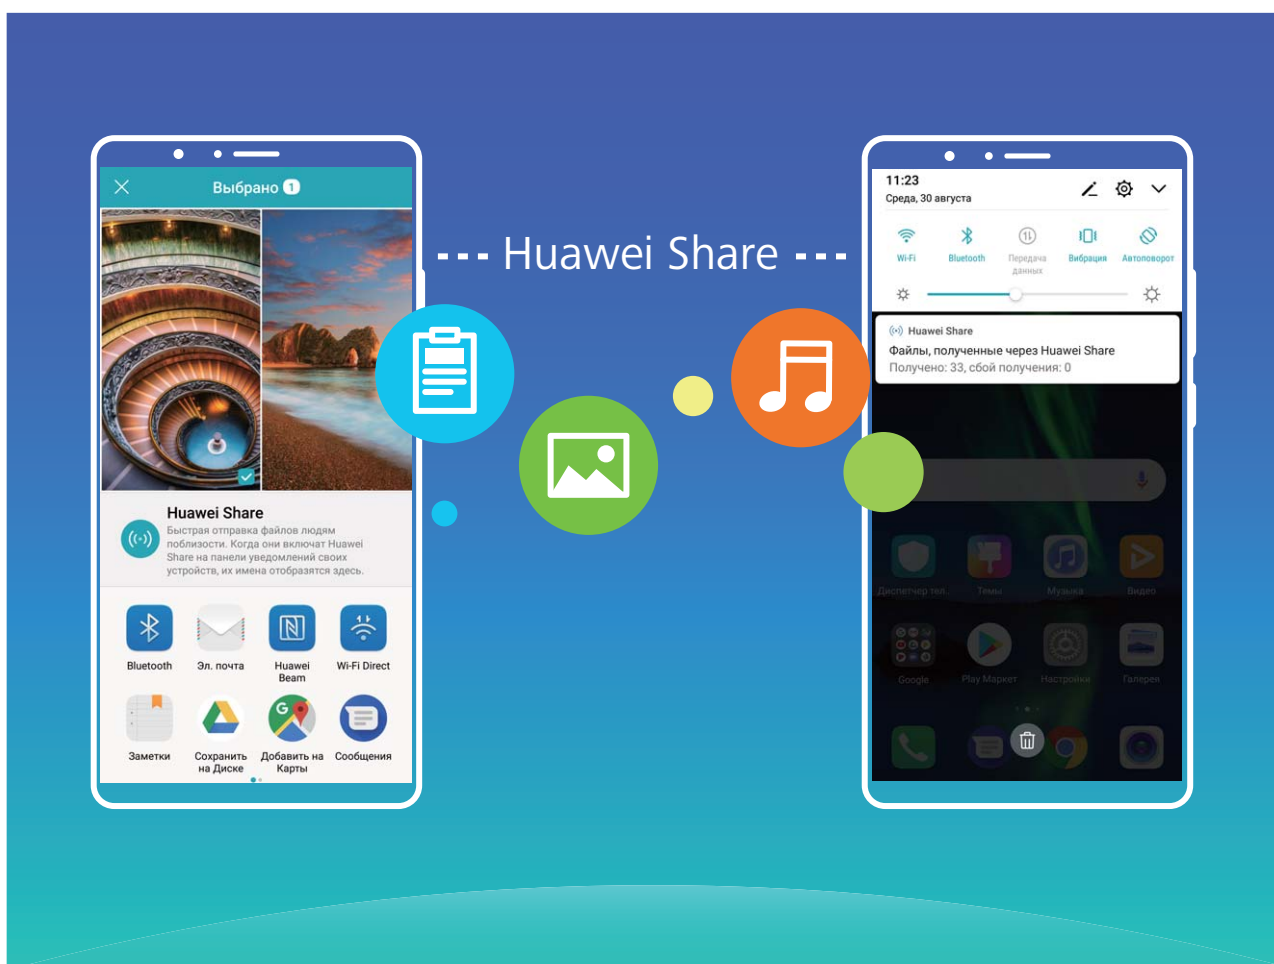 Huawei Share
Выбрано 1
Huawei Share
Быстрая отправка файлов людям
поблизости. Когда они включат Huawei
Share на панели уведомлений своих
устройств, их имена отобразятся здесь.
Bluetooth
Эл. почта
Huawei
Beam
Wi-Fi Direct
Заметки
Сохранить
на Диске
Добавить на
Карты
Сообщения
11:23
Среда, 30 августа
Wi-Fi
Bluetooth
Передача
данных
Вибрация
Автоповорот
Huawei Share
Файлы, полученные через Huawei Share
Получено: 33, сбой получения: 0
Диспетчер тел..
Темы
Музыка
Видео
Google
Play Маркет
Настройки
Галерея